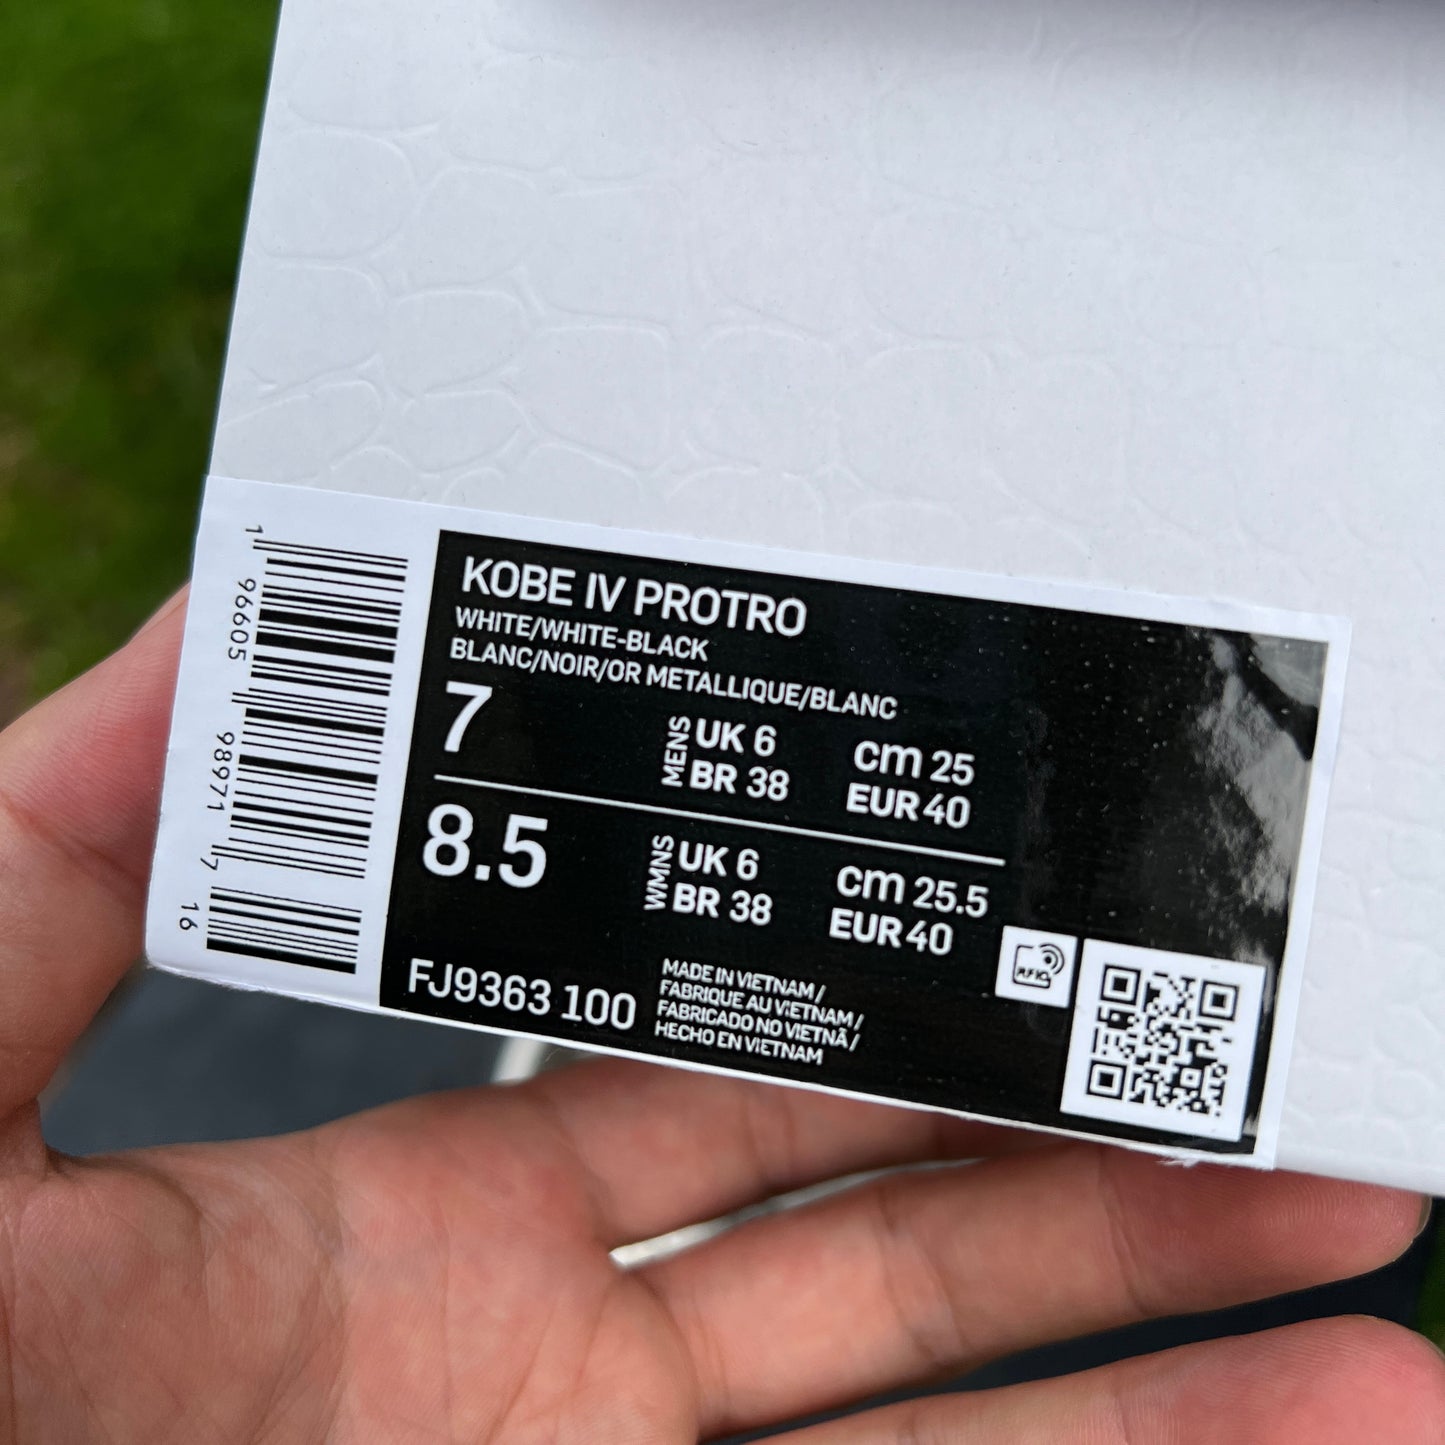 1 96605 98971 7 16
KOBE IV PROTRO
WHITE/WHITE-BLACK
BLANC/NOIR/OR METALLIQUE/BLANC
7 MENS UK 6 cm 25
BR 38 EUR 40
8.5 WMNS UK 6 cm 25.5
BR 38 EUR 40
FJ9363 100
MADE IN VIETNAM /
FABRIQUE AU VIETNAM /
FABRICADO NO VIETNÃ /
HECHO EN VIETNAM